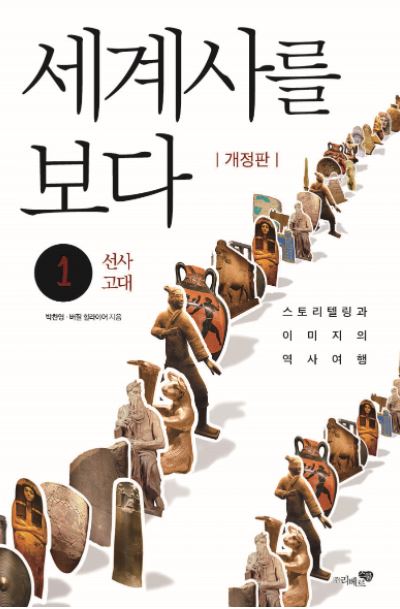 세계사를
보다
| 개정판 |
1
선사
고대
박찬영·버질 힐라이어 지음
스토리텔링과
이미지의
역사여행
㈜리베르